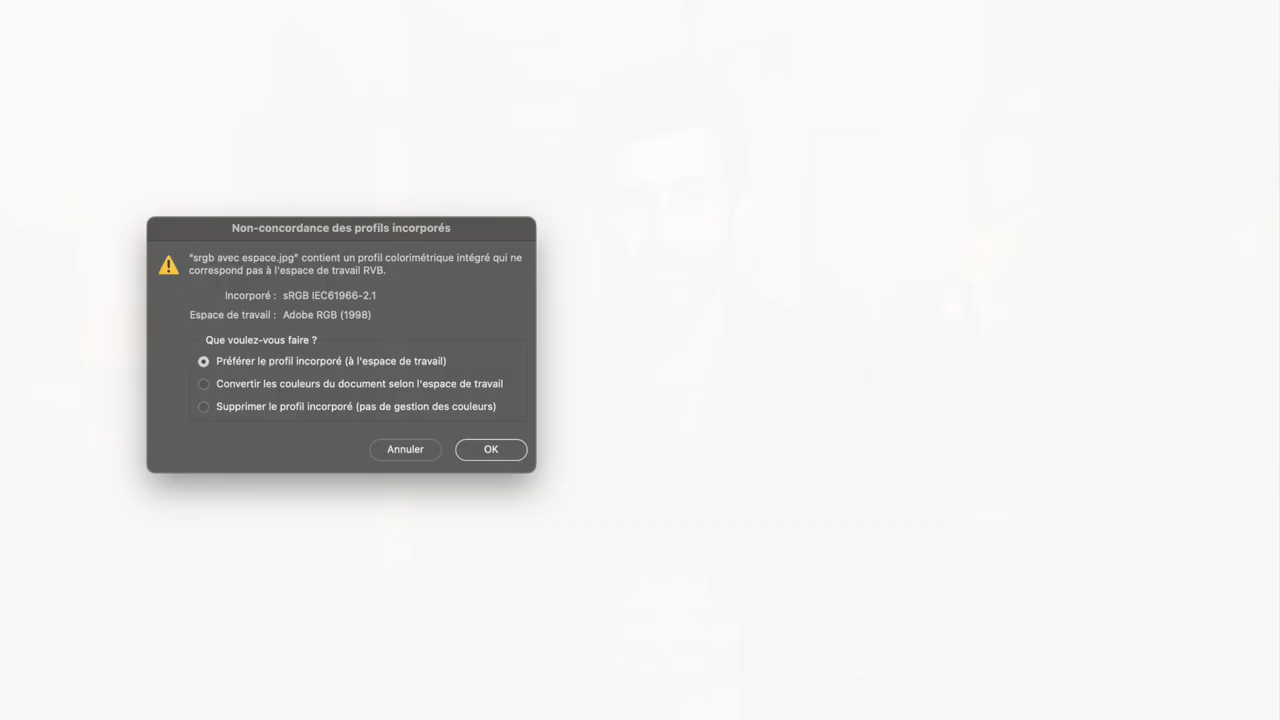 Non-concordance des profils incorporés
“srgb avec espace.jpg” contient un profil colorimétrique intégré qui ne
correspond pas à l'espace de travail RVB.
Incorporé : sRGB IEC61966-2.1
Espace de travail : Adobe RGB (1998)
Que voulez-vous faire ?
Préférer le profil incorporé (à l'espace de travail)
Convertir les couleurs du document selon l'espace de travail
Supprimer le profil incorporé (pas de gestion des couleurs)
Annuler OK